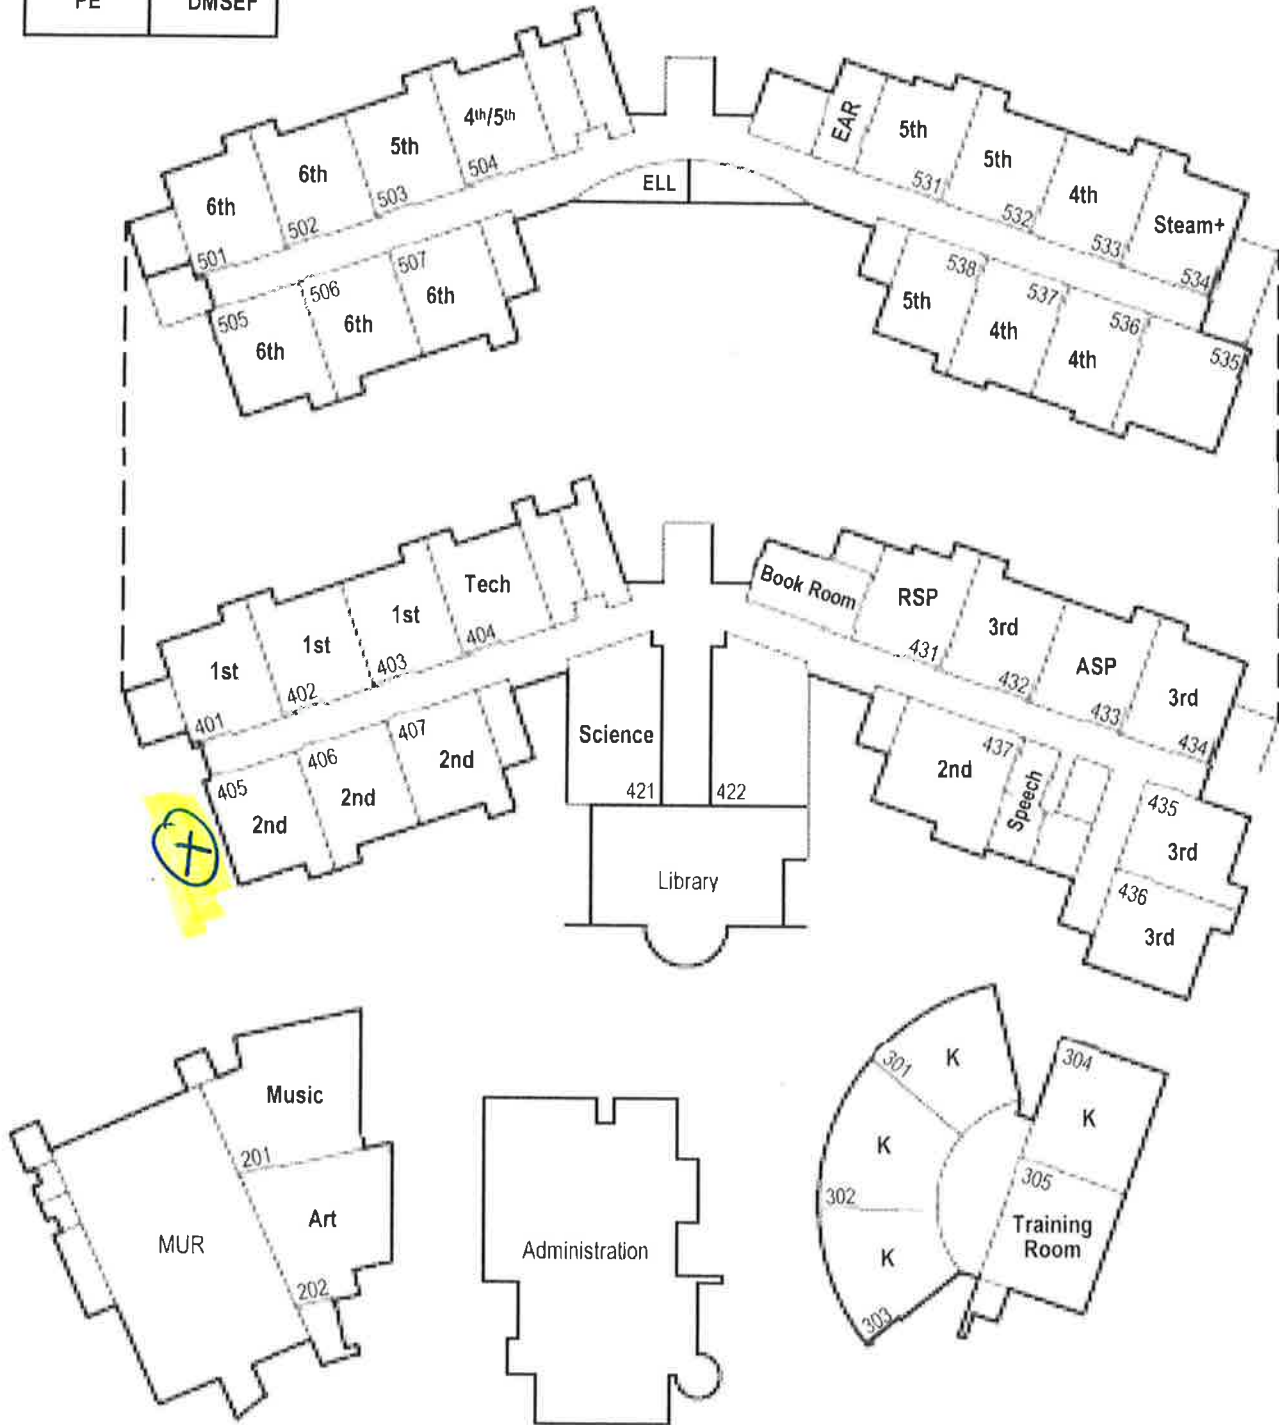 PE DMSEF
4th/5th
5th
6th
6th
504
503
502
501
ELL
EAR
5th
5th
4th
Steam+
531
532
533
534
507
506
505
6th
6th
6th
538
537
536
535
5th
4th
4th
Tech
1st
1st
1st
404
403
402
401
Book Room
RSP
3rd
ASP
3rd
431
432
433
434
407
406
405
2nd
2nd
2nd
X
Science
421
422
Library
437
2nd
Speech
435
3rd
436
3rd
Music
201
Art
202
MUR
Administration
301
K
302
K
303
K
304
K
305
Training
Room